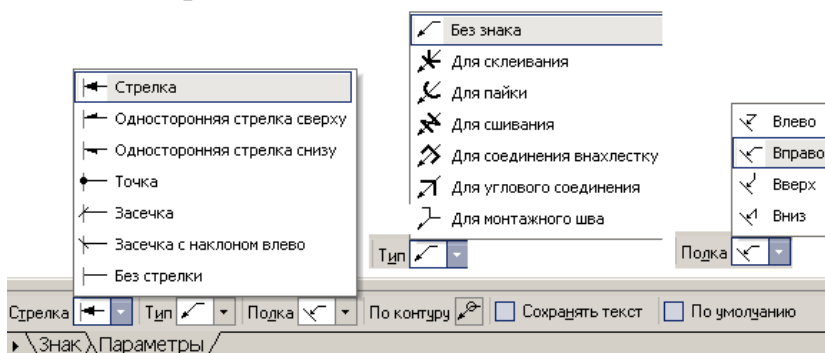 Без знака
Для склеивания
Для пайки
Для сшивания
Для соединения внахлестку
Для углового соединения
Для монтажного шва
Тип
Стрелка
Односторонняя стрелка сверху
Односторонняя стрелка снизу
Точка
Засечка
Засечка с наклоном влево
Без стрелки
Влево
Вправо
Вверх
Вниз
Полка
Стрелка Тип Полка По контуру Сохранять текст По умолчанию
Знак Параметры